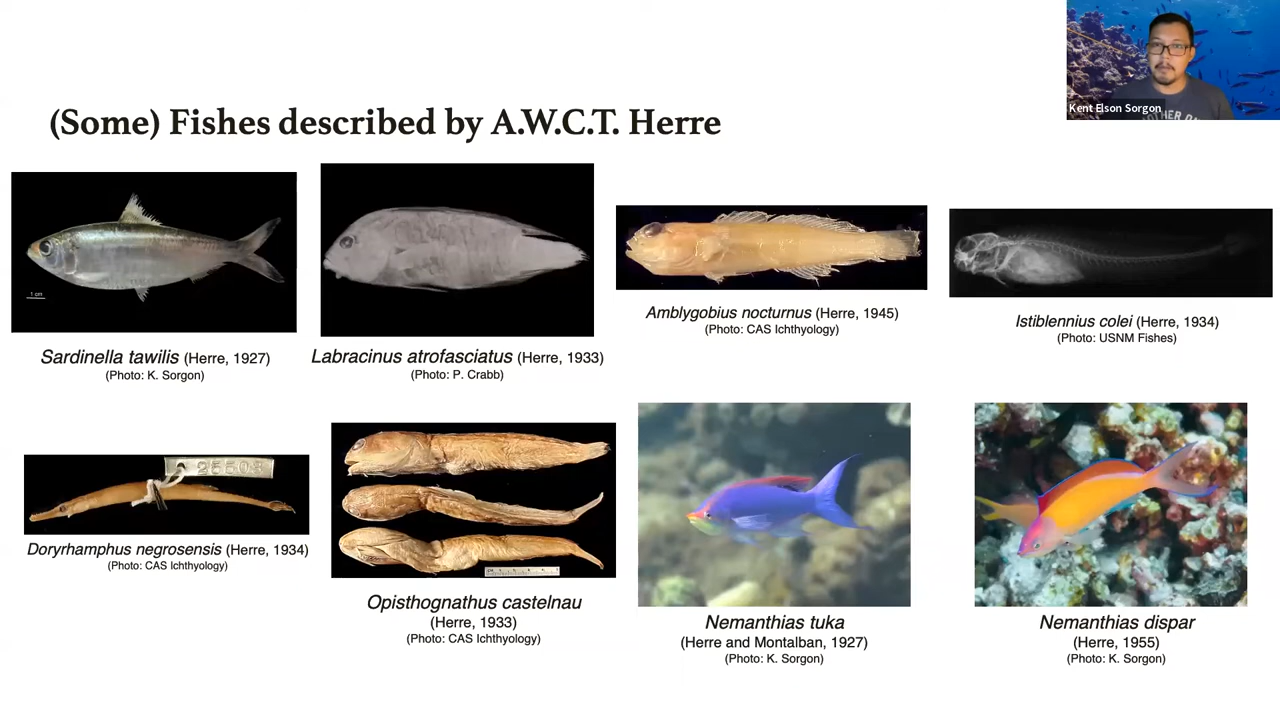 Kent Elson Sorgon
(Some) Fishes described by A.W.C.T. Herre
1 cm
Sardinella tawilis (Herre, 1927)
(Photo: K. Sorgon)
Labracinus atrofasciatus (Herre, 1933)
(Photo: P. Crabb)
Amblygobius nocturnus (Herre, 1945)
(Photo: CAS Ichthyology)
Istiblennius colei (Herre, 1934)
(Photo: USNM Fishes)
25503
Doryrhamphus negrosensis (Herre, 1934)
(Photo: CAS Ichthyology)
Opisthognathus castelnau
(Herre, 1933)
(Photo: CAS Ichthyology)
Nemanthias tuka
(Herre and Montalban, 1927)
(Photo: K. Sorgon)
Nemanthias dispar
(Herre, 1955)
(Photo: K. Sorgon)